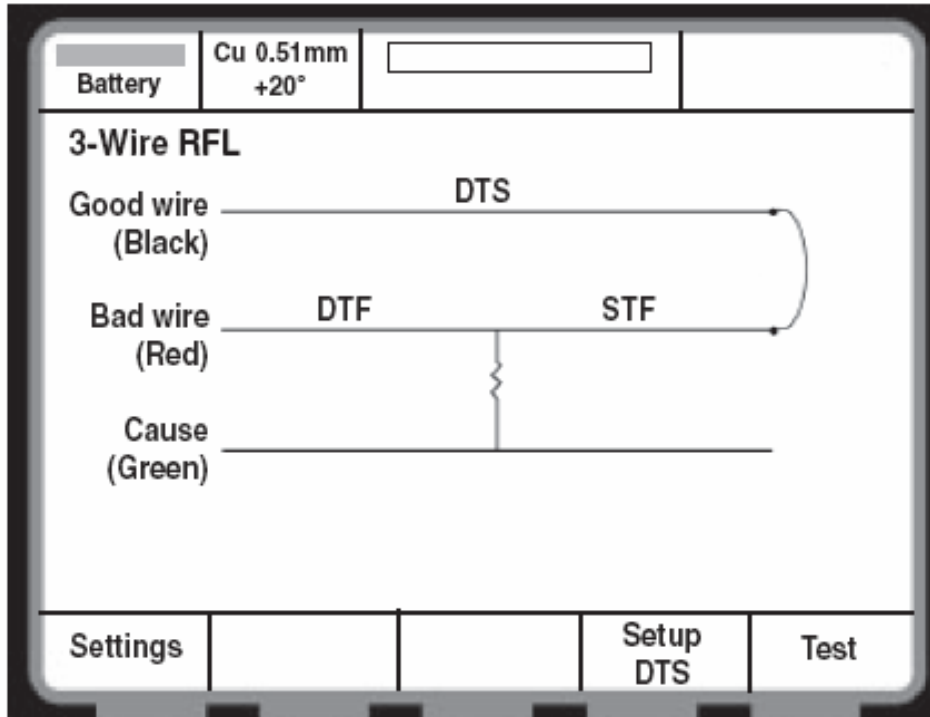 Battery
Cu 0.51mm
+20°
3-Wire RFL
Good wire
(Black)
DTS
Bad wire
(Red)
DTF
STF
Cause
(Green)
Settings
Setup
DTS
Test